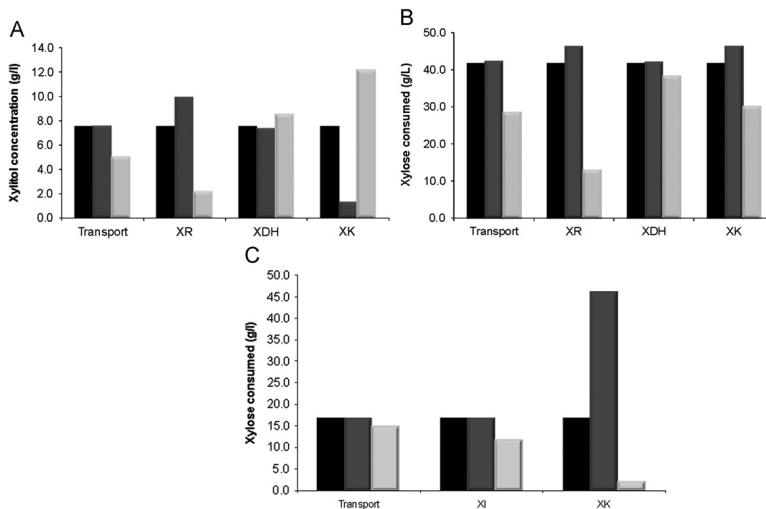 A
Xylitol concentration (g/l)
14.0
12.0
10.0
8.0
6.0
4.0
2.0
0.0
Transport XR XDH XK
B
Xylose consumed (g/L)
50.0
40.0
30.0
20.0
10.0
0.0
Transport XR XDH XK
C
Xylose consumed (g/l)
50.0
45.0
40.0
35.0
30.0
25.0
20.0
15.0
10.0
5.0
0.0
Transport XI XK